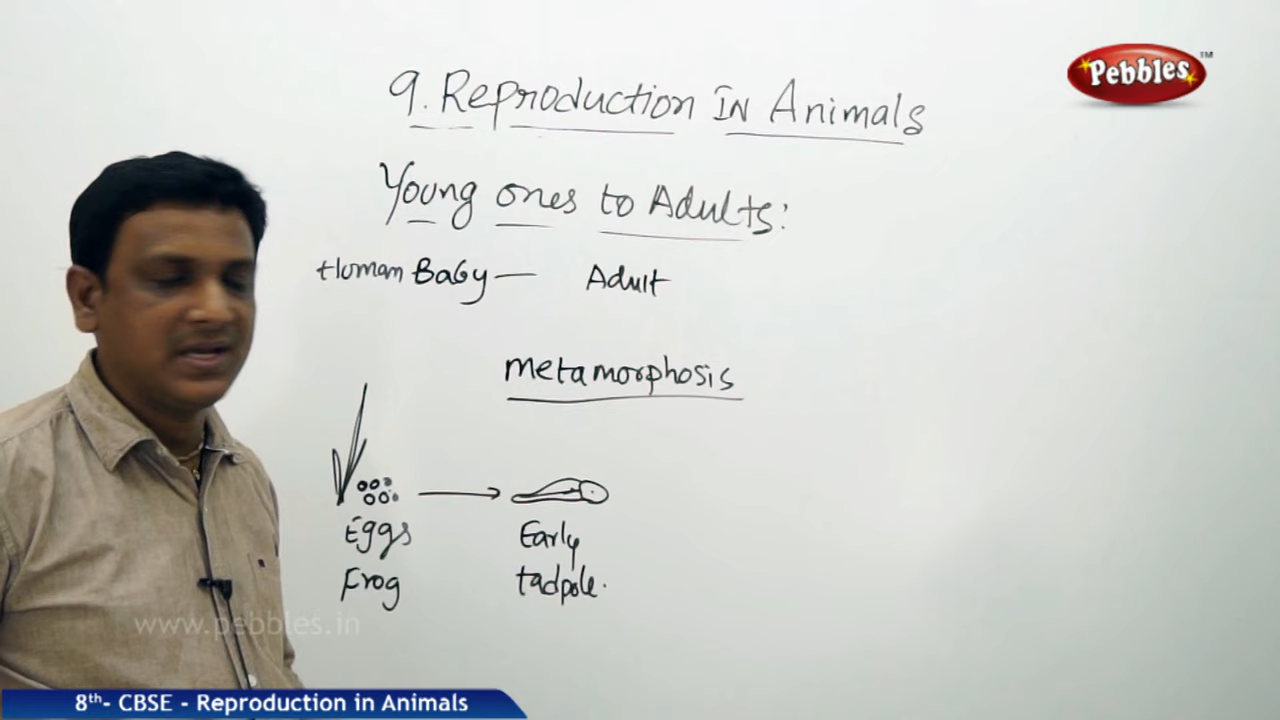 Pebbles™
9. Reproduction IN Animals
Young ones to Adults:
Human Baby — Adult
metamorphosis
Eggs
Frog
Early
tadpole.
www.pebbles.in
8th- CBSE - Reproduction in Animals